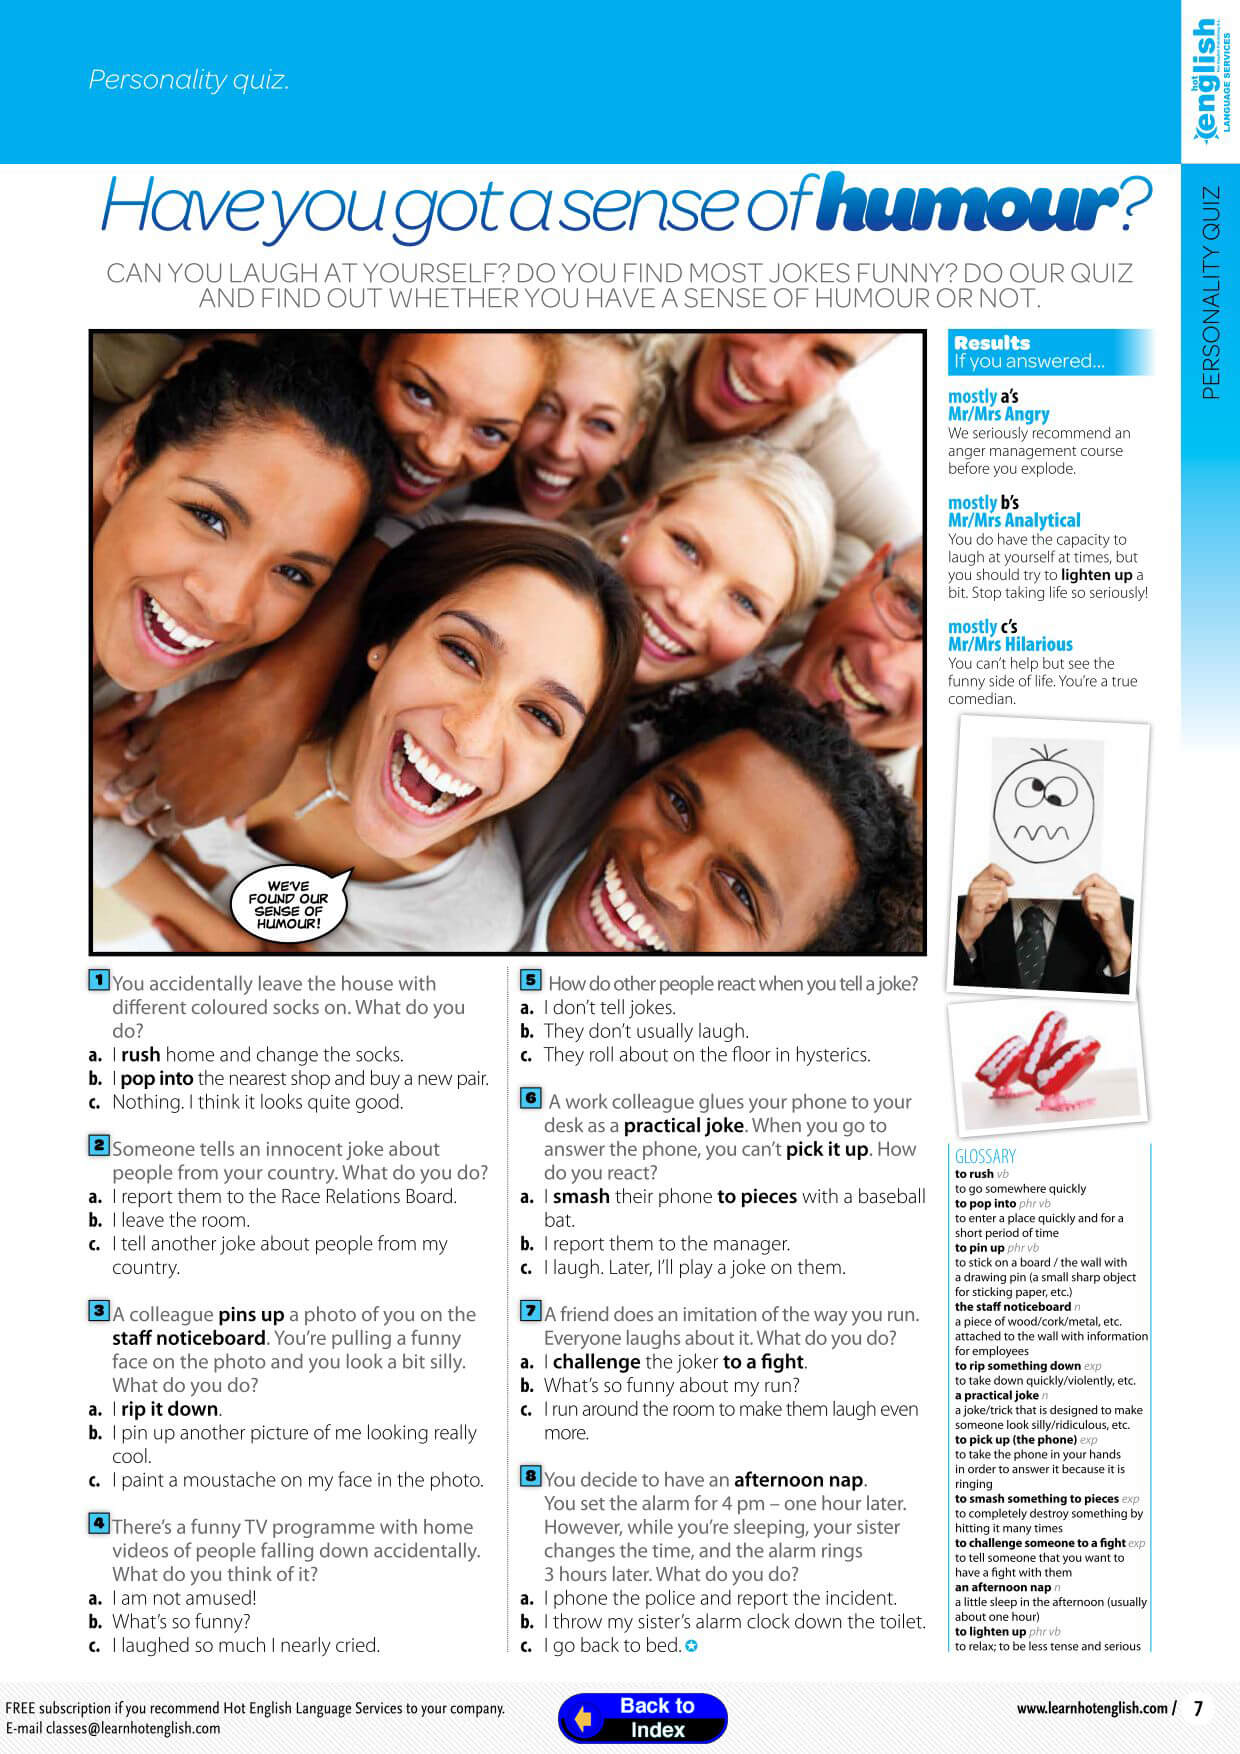 Personality quiz.
hot
english
LANGUAGE SERVICES
PERSONALITY QUIZ
Have you got a sense of humour?
CAN YOU LAUGH AT YOURSELF? DO YOU FIND MOST JOKES FUNNY? DO OUR QUIZ
AND FIND OUT WHETHER YOU HAVE A SENSE OF HUMOUR OR NOT.
WE'VE
FOUND OUR
SENSE OF
HUMOUR!
Results
If you answered...
mostly a's
Mr/Mrs Angry
We seriously recommend an
anger management course
before you explode.
mostly b's
Mr/Mrs Analytical
You do have the capacity to
laugh at yourself at times, but
you should try to lighten up a
bit. Stop taking life so seriously!
mostly c's
Mr/Mrs Hilarious
You can't help but see the
funny side of life. You're a true
comedian.
1 You accidentally leave the house with
different coloured socks on. What do you
do?
a. I rush home and change the socks.
b. I pop into the nearest shop and buy a new pair.
c. Nothing. I think it looks quite good.
2 Someone tells an innocent joke about
people from your country. What do you do?
a. I report them to the Race Relations Board.
b. I leave the room.
c. I tell another joke about people from my
country.
3 A colleague pins up a photo of you on the
staff noticeboard. You're pulling a funny
face on the photo and you look a bit silly.
What do you do?
a. I rip it down.
b. I pin up another picture of me looking really
cool.
c. I paint a moustache on my face in the photo.
4 There's a funny TV programme with home
videos of people falling down accidentally.
What do you think of it?
a. I am not amused!
b. What's so funny?
c. I laughed so much I nearly cried.
5 How do other people react when you tell a joke?
a. I don't tell jokes.
b. They don't usually laugh.
c. They roll about on the floor in hysterics.
6 A work colleague glues your phone to your
desk as a practical joke. When you go to
answer the phone, you can't pick it up. How
do you react?
a. I smash their phone to pieces with a baseball
bat.
b. I report them to the manager.
c. I laugh. Later, I'll play a joke on them.
7 A friend does an imitation of the way you run.
Everyone laughs about it. What do you do?
a. I challenge the joker to a fight.
b. What's so funny about my run?
c. I run around the room to make them laugh even
more.
8 You decide to have an afternoon nap.
You set the alarm for 4 pm – one hour later.
However, while you're sleeping, your sister
changes the time, and the alarm rings
3 hours later. What do you do?
a. I phone the police and report the incident.
b. I throw my sister's alarm clock down the toilet.
c. I go back to bed.
GLOSSARY
to rush vb
to go somewhere quickly
to pop into phr vb
to enter a place quickly and for a
short period of time
to pin up phr vb
to stick on a board / the wall with
a drawing pin (a small sharp object
for sticking paper, etc.)
the staff noticeboard n
a piece of wood/cork/metal, etc.
attached to the wall with information
for employees
to rip something down exp
to take down quickly/violently, etc.
a practical joke n
a joke/trick that is designed to make
someone look silly/ridiculous, etc.
to pick up (the phone) exp
to take the phone in your hands
in order to answer it because it is
ringing
to smash something to pieces exp
to completely destroy something by
hitting it many times
to challenge someone to a fight exp
to tell someone that you want to
have a fight with them
an afternoon nap n
a little sleep in the afternoon (usually
about one hour)
to lighten up phr vb
to relax; to be less tense and serious
FREE subscription if you recommend Hot English Language Services to your company.
E-mail classes@learnhotenglish.com
Back to
Index
www.learnhotenglish.com / 7